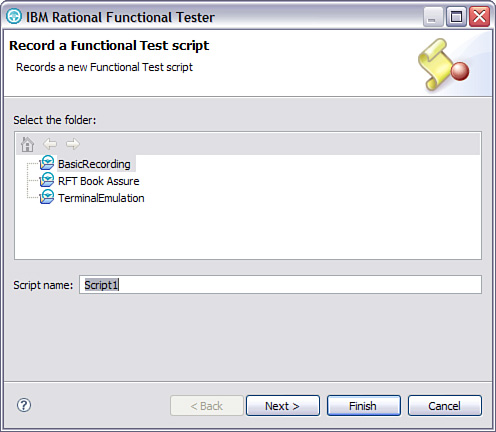 IBM Rational Functional Tester
Record a Functional Test script
Records a new Functional Test script
Select the folder:
BasicRecording
RFT Book Assure
TerminalEmulation
Script name: Script1
? < Back Next > Finish Cancel